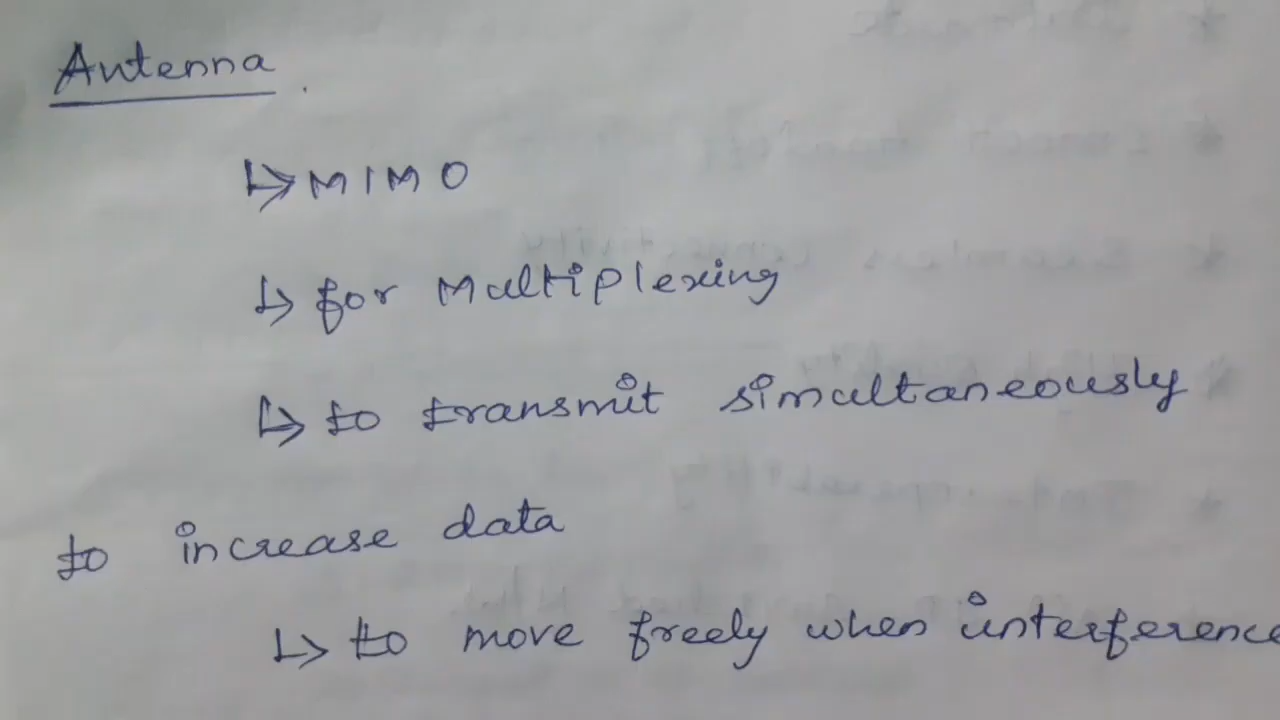 Antenna.
↳ MIMO
↳ for Multiplexing
↳ to transmit simultaneously
to increase data
↳ to move freely when interference